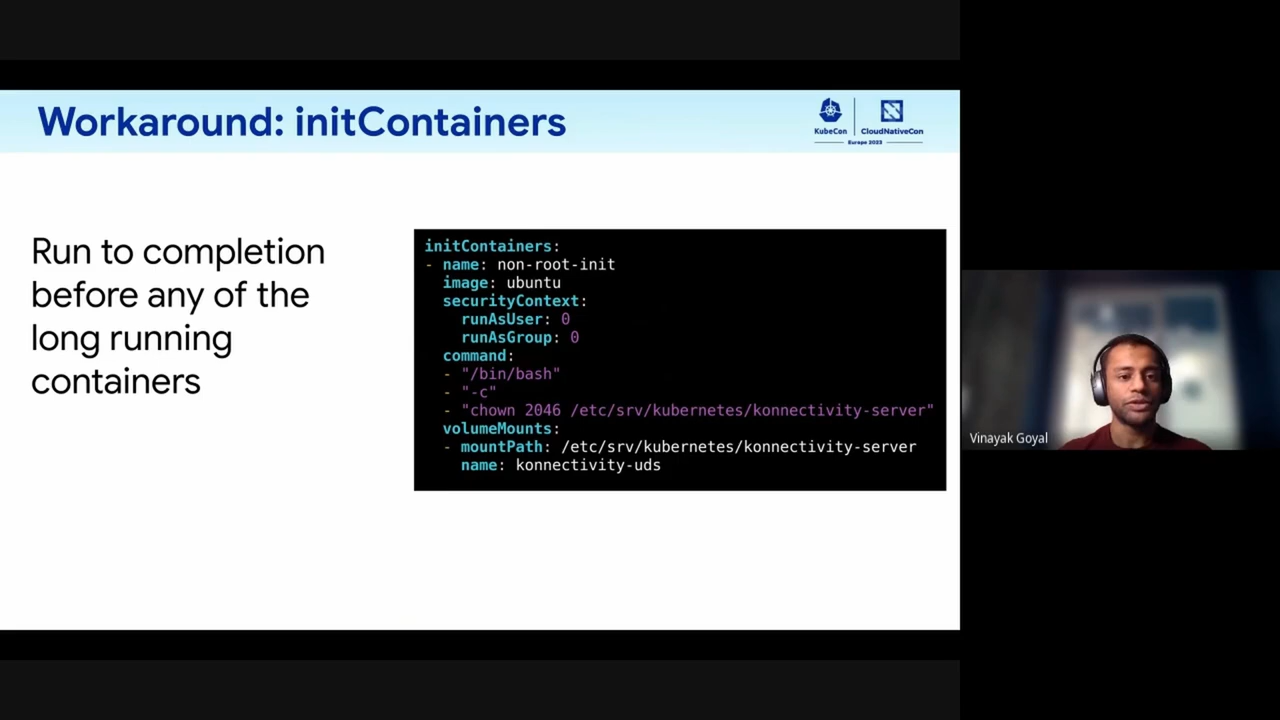 Workaround: initContainers
KubeCon
CloudNativeCon
Europe 2023
Run to completion
before any of the
long running
containers
initContainers:
- name: non-root-init
image: ubuntu
securityContext:
runAsUser: 0
runAsGroup: 0
command:
- "/bin/bash"
- "-c"
- "chown 2046 /etc/srv/kubernetes/konnectivity-server"
volumeMounts:
- mountPath: /etc/srv/kubernetes/konnectivity-server
name: konnectivity-uds
Vinayak Goyal